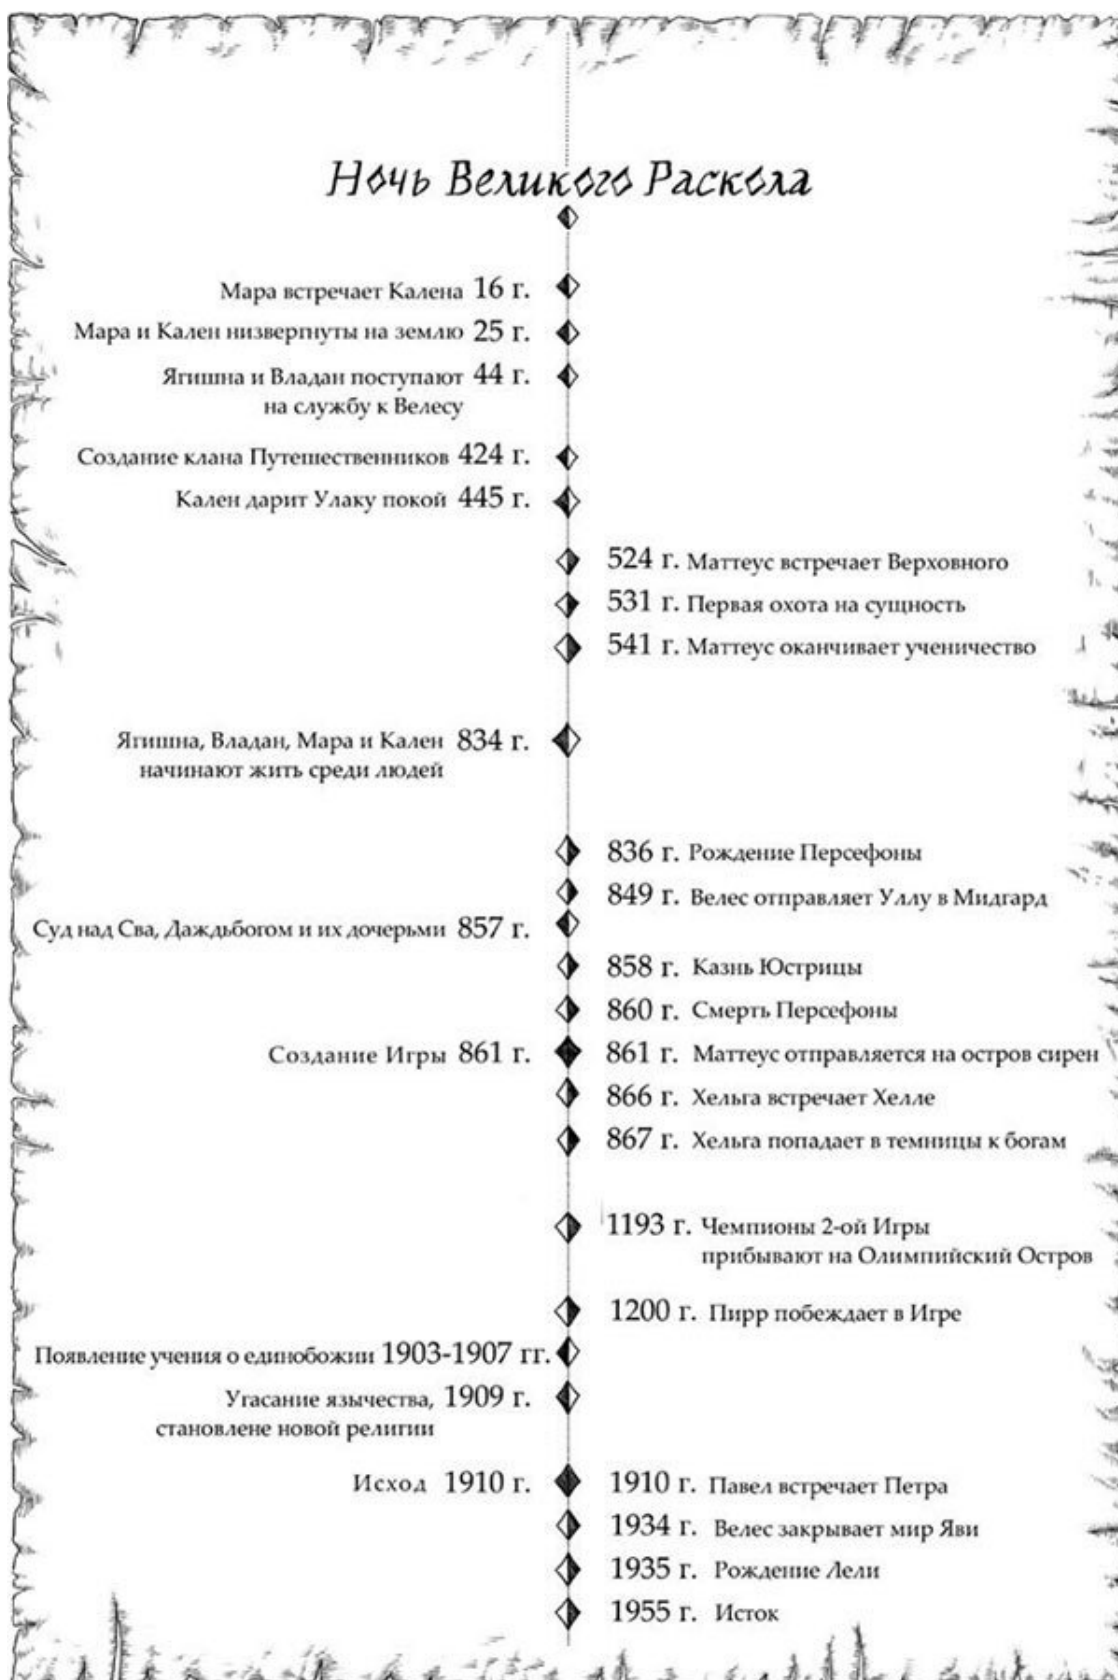 Ночь Великого Раскола
Мара встречает Калена 16 г.
Мара и Кален низвергнуты на землю 25 г.
Ягишна и Владан поступают 44 г.
на службу к Велесу
Создание клана Путешественников 424 г.
Кален дарит Улаку покой 445 г.
524 г. Маттеус встречает Верховного
531 г. Первая охота на сущность
541 г. Маттеус оканчивает ученичество
Ягишна, Владан, Мара и Кален 834 г.
начинают жить среди людей
836 г. Рождение Персефоны
849 г. Велес отправляет Уллу в Мидгард
Суд над Сва, Даждьбогом и их дочерьми 857 г.
858 г. Казнь Юстрицы
860 г. Смерть Персефоны
Создание Игры 861 г.
861 г. Маттеус отправляется на остров сирен
866 г. Хельга встречает Хелле
867 г. Хельга попадает в темницы к богам
1193 г. Чемпионы 2-ой Игры
прибывают на Олимпийский Остров
1200 г. Пирр побеждает в Игре
Появление учения о единобожии 1903-1907 гг.
Угасание язычества, 1909 г.
становлене новой религии
Исход 1910 г.
1910 г. Павел встречает Петра
1934 г. Велес закрывает мир Яви
1935 г. Рождение Лели
1955 г. Исток